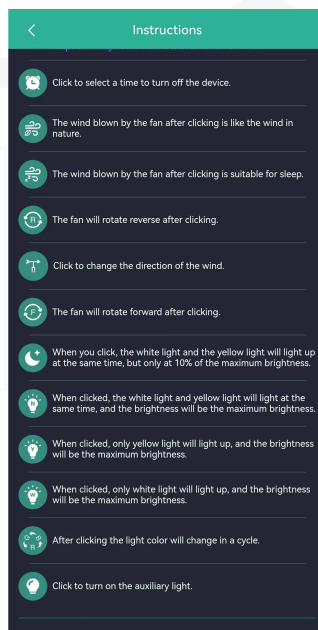 Instructions
Click to select a time to turn off the device.
The wind blown by the fan after clicking is like the wind in
nature.
The wind blown by the fan after clicking is suitable for sleep.
R
The fan will rotate reverse after clicking.
Click to change the direction of the wind.
F
The fan will rotate forward after clicking.
When you click, the white light and the yellow light will light up
at the same time, but only at 10% of the maximum brightness.
N
When clicked, the white light and yellow light will light at the
same time, and the brightness will be the maximum brightness.
Y
When clicked, only yellow light will light up, and the brightness
will be the maximum brightness.
W
When clicked, only white light will light up, and the brightness
will be the maximum brightness.
G B
R
After clicking the light color will change in a cycle.
Click to turn on the auxiliary light.